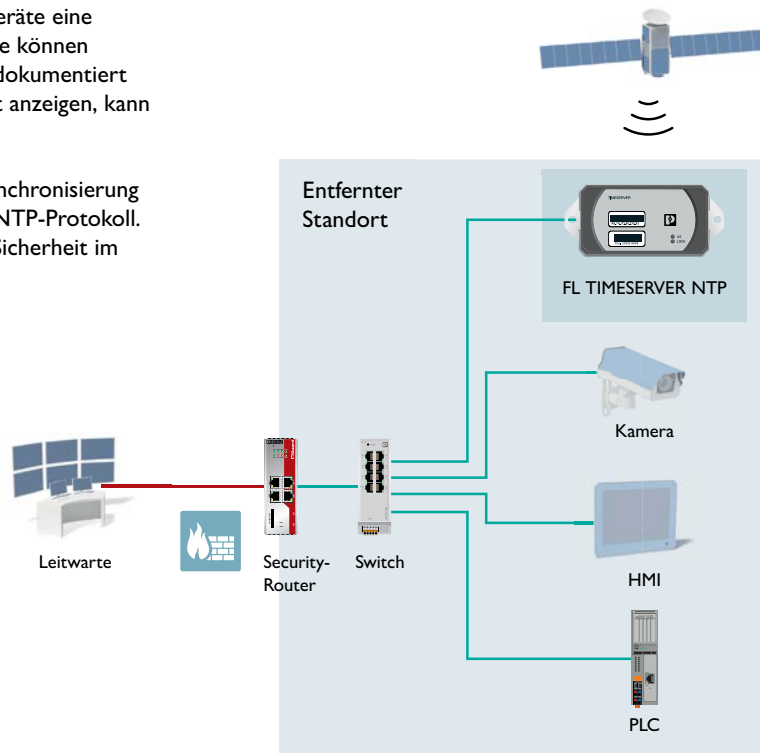 eräte eine
e können
dokumentiert
t anzeigen, kann
nchronisierung
NTP-Protokoll.
Sicherheit im
Entfernter
Standort
TIMESERVER
FL TIMESERVER NTP
Kamera
Leitwarte
Security-
Router
Switch
HMI
PLC